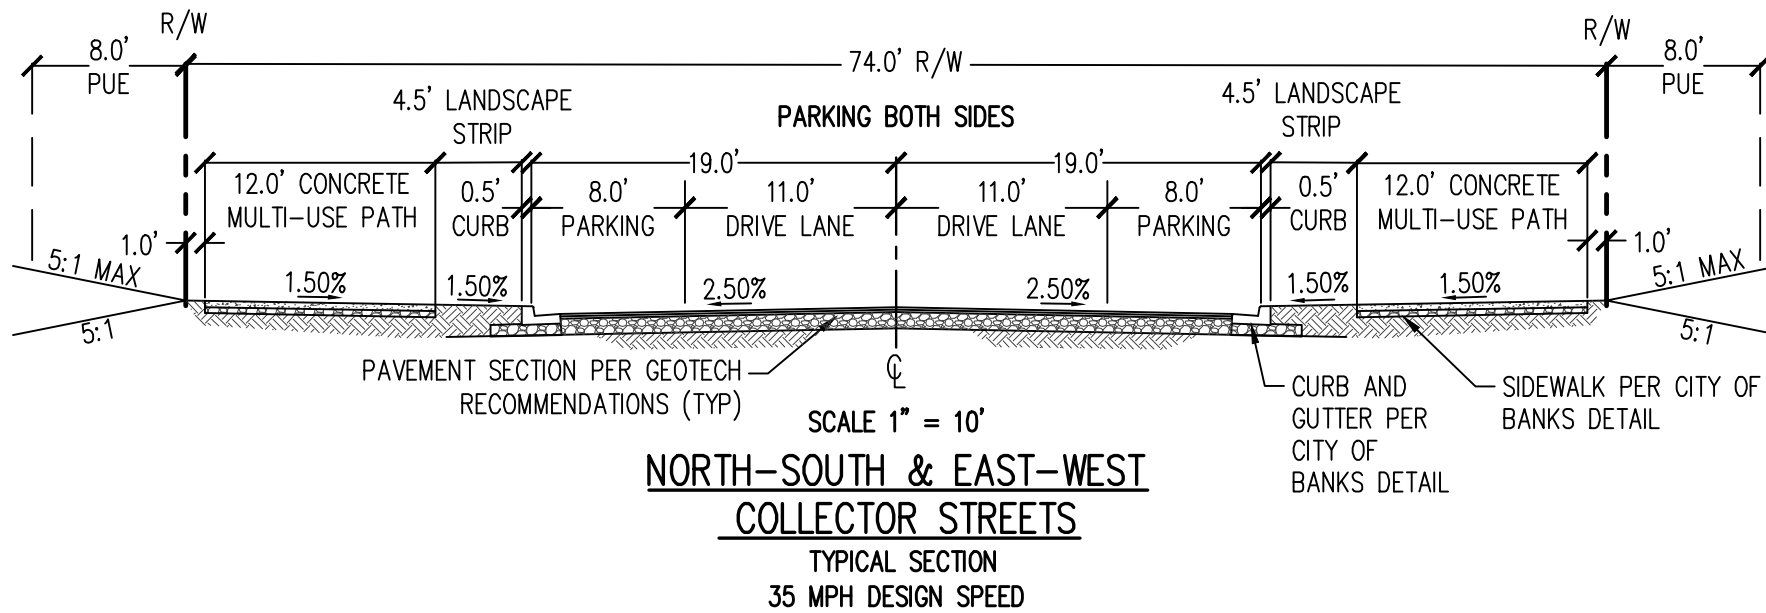 R/W
R/W
8.0'
PUE
74.0' R/W
8.0'
PUE
4.5' LANDSCAPE
STRIP
PARKING BOTH SIDES
4.5' LANDSCAPE
STRIP
19.0'
19.0'
12.0' CONCRETE
MULTI-USE PATH
0.5'
CURB
8.0'
PARKING
11.0'
DRIVE LANE
11.0'
DRIVE LANE
8.0'
PARKING
0.5'
CURB
12.0' CONCRETE
MULTI-USE PATH
1.0'
1.0'
5:1 MAX
1.50%
1.50%
2.50%
2.50%
1.50%
1.50%
5:1 MAX
5:1
5:1
PAVEMENT SECTION PER GEOTECH
RECOMMENDATIONS (TYP)
℄
CURB AND
GUTTER PER
CITY OF
BANKS DETAIL
SIDEWALK PER CITY OF
BANKS DETAIL
SCALE 1" = 10'
NORTH-SOUTH & EAST-WEST
COLLECTOR STREETS
TYPICAL SECTION
35 MPH DESIGN SPEED